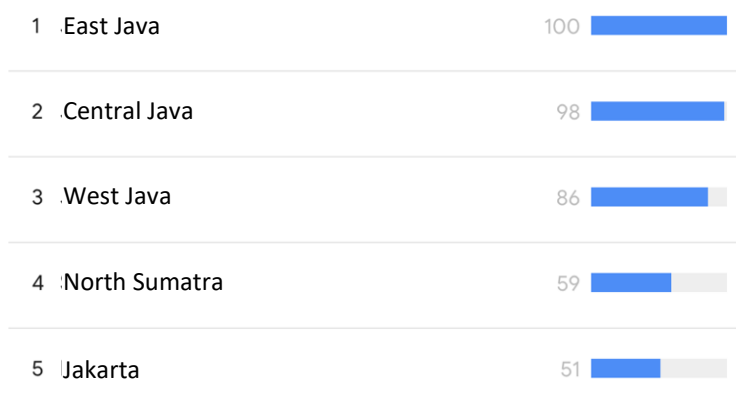 1 East Java 100
2 Central Java 98
3 West Java 86
4 North Sumatra 59
5 Jakarta 51